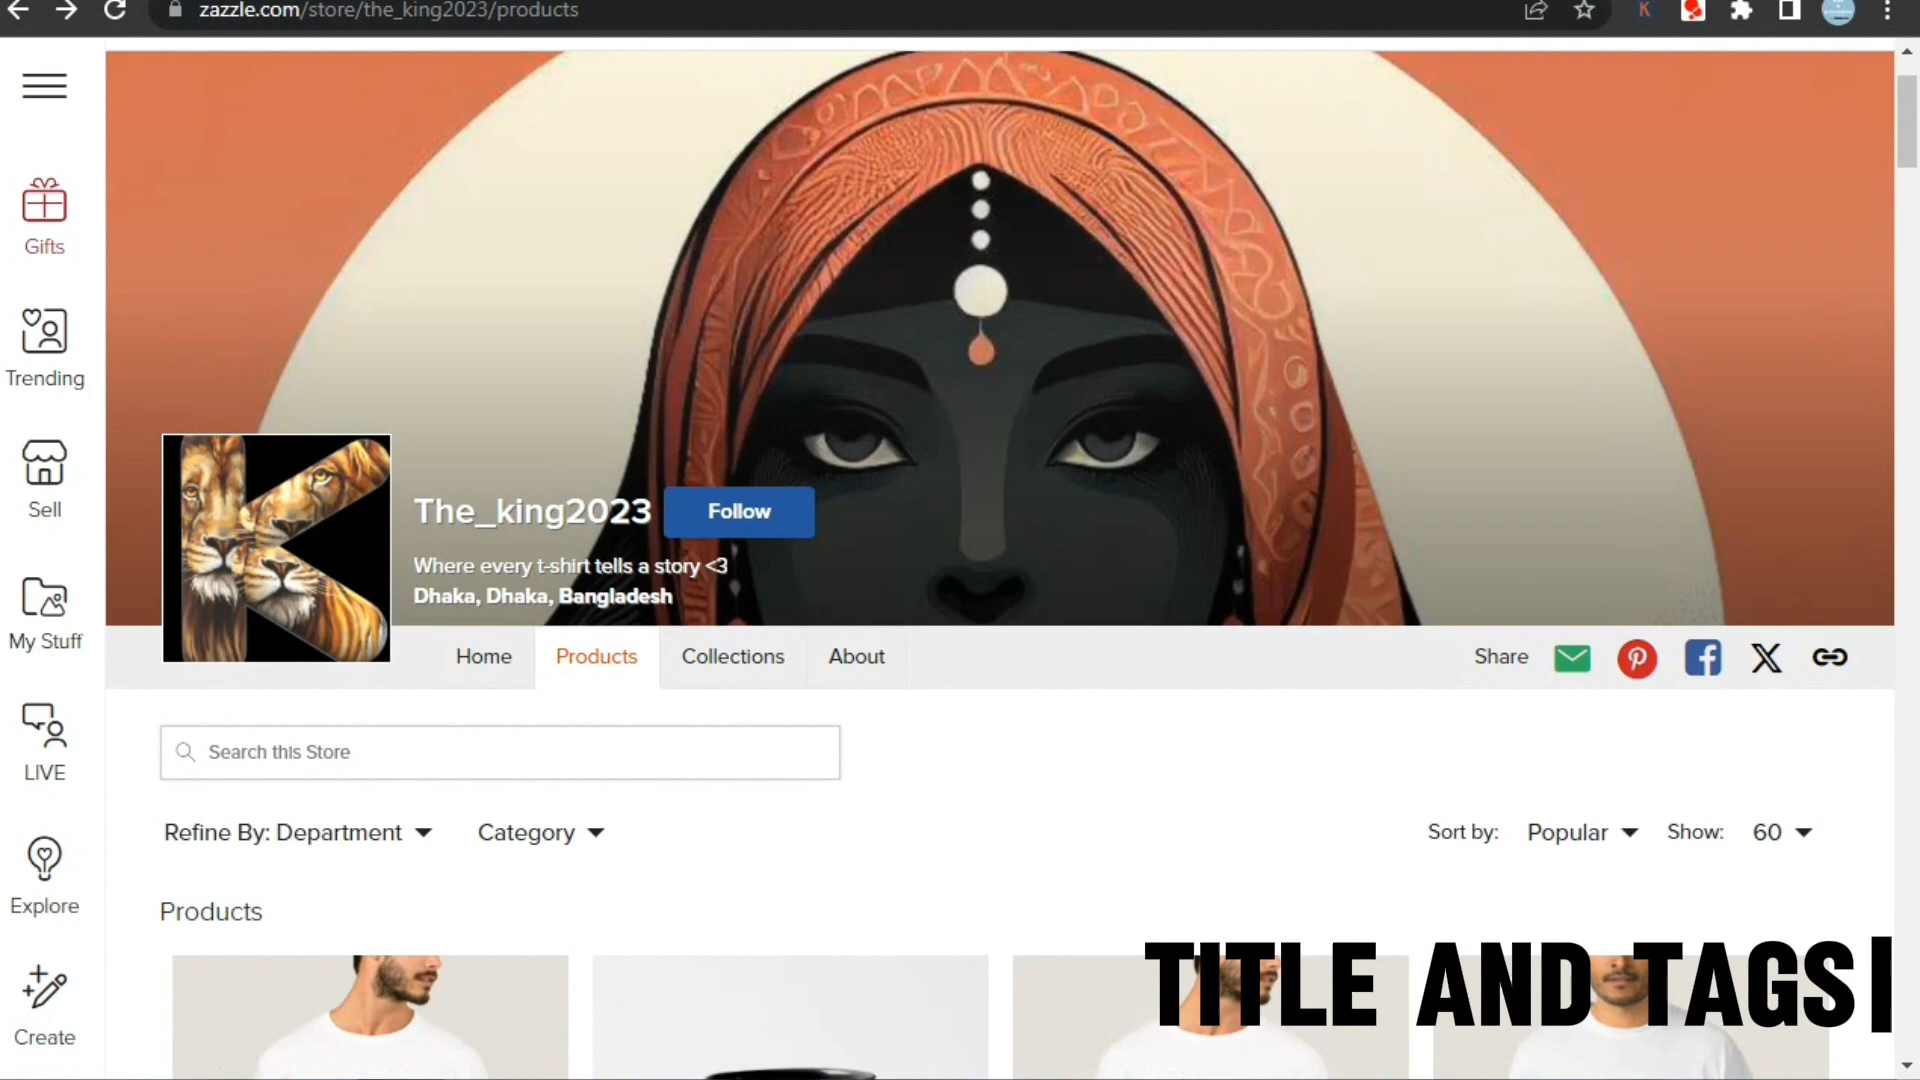 zazzle.com/store/the_king2023/products
K
Gifts
Trending
Sell
My Stuff
LIVE
Explore
Create
K
The_king2023
Follow
Where every t-shirt tells a story <3
Dhaka, Dhaka, Bangladesh
Home
Products
Collections
About
Share
Search this Store
Refine By: Department
Category
Sort by: Popular
Show: 60
Products
TITLE AND TAGS